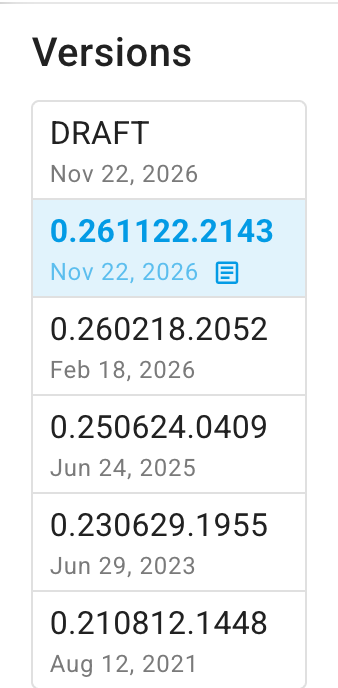 Versions
DRAFT
Nov 22, 2026
0.261122.2143
Nov 22, 2026
0.260218.2052
Feb 18, 2026
0.250624.0409
Jun 24, 2025
0.230629.1955
Jun 29, 2023
0.210812.1448
Aug 12, 2021